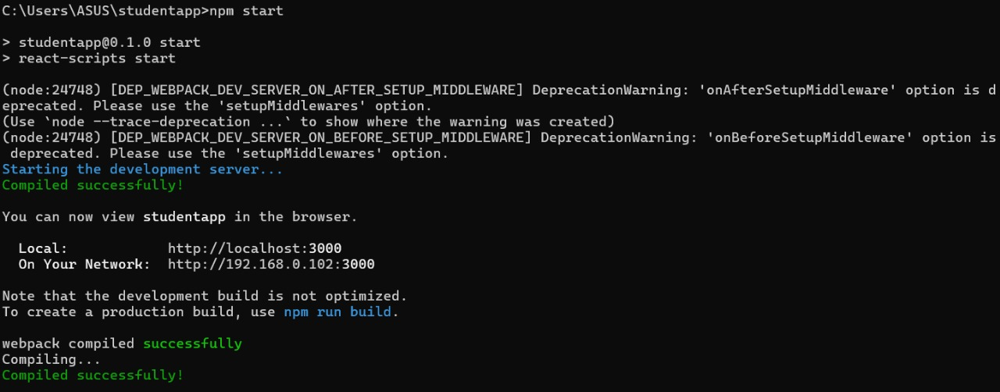 C:\Users\ASUS\studentapp>npm start
> studentapp@0.1.0 start
> react-scripts start
(node:24748) [DEP_WEBPACK_DEV_SERVER_ON_AFTER_SETUP_MIDDLEWARE] DeprecationWarning: 'onAfterSetupMiddleware' option is d
eprecated. Please use the 'setupMiddlewares' option.
(Use `node --trace-deprecation ...` to show where the warning was created)
(node:24748) [DEP_WEBPACK_DEV_SERVER_ON_BEFORE_SETUP_MIDDLEWARE] DeprecationWarning: 'onBeforeSetupMiddleware' option is
 deprecated. Please use the 'setupMiddlewares' option.
Starting the development server...
Compiled successfully!
You can now view studentapp in the browser.
  Local:            http://localhost:3000
  On Your Network:  http://192.168.0.102:3000
Note that the development build is not optimized.
To create a production build, use npm run build.
webpack compiled successfully
Compiling...
Compiled successfully!